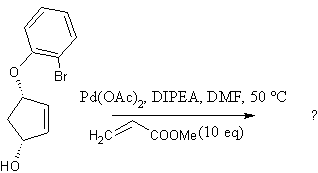 Br
O
HO
Pd(OAc)₂, DIPEA, DMF, 50 °C
H₂C COOMe (10 eq)
?